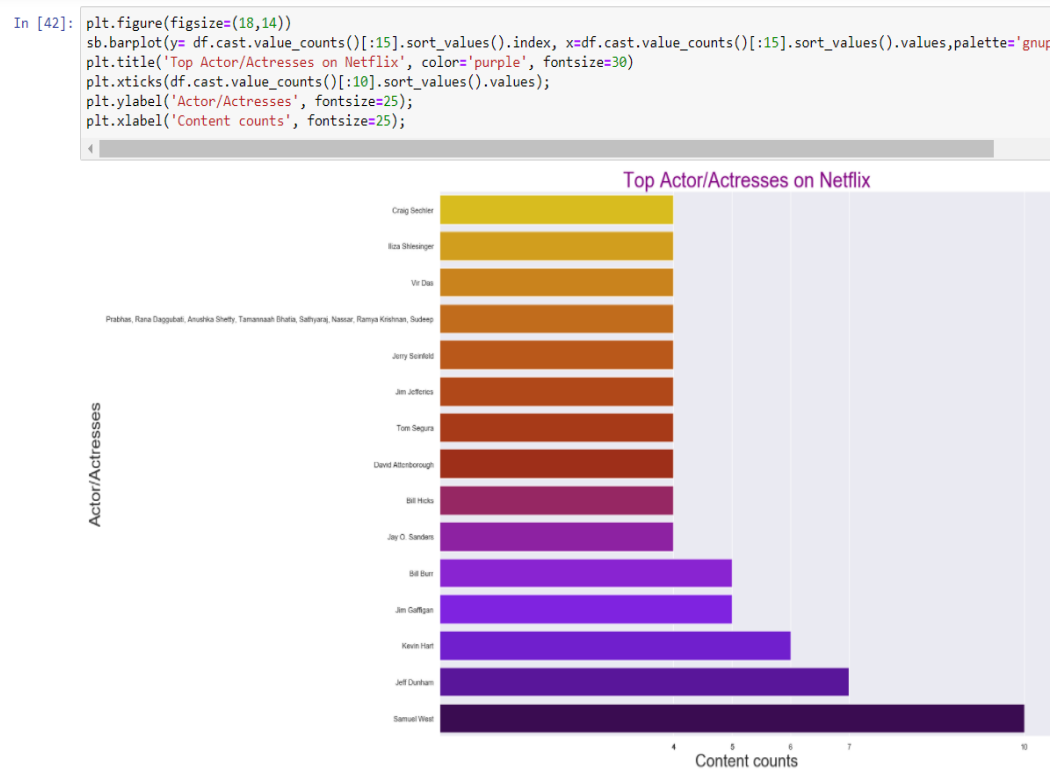 In [42]:
plt.figure(figsize=(18,14))
sb.barplot(y= df.cast.value_counts()[:15].sort_values().index, x=df.cast.value_counts()[:15].sort_values().values,palette='gnup
plt.title('Top Actor/Actresses on Netflix', color='purple', fontsize=30)
plt.xticks(df.cast.value_counts()[:10].sort_values().values);
plt.ylabel('Actor/Actresses', fontsize=25);
plt.xlabel('Content counts', fontsize=25);
Top Actor/Actresses on Netflix
Craig Sechler
Iliza Shlesinger
Vir Das
Prabhas, Rana Daggubati, Anushka Shetty, Tamannaah Bhatia, Sathyaraj, Nassar, Ramya Krishnan, Sudeep
Jerry Seinfeld
Jim Jefferies
Tom Segura
David Attenborough
Bill Hicks
Jay O. Sanders
Bill Burr
Jim Gaffigan
Kevin Hart
Jeff Dunham
Samuel West
Actor/Actresses
4 5 6 7 10
Content counts